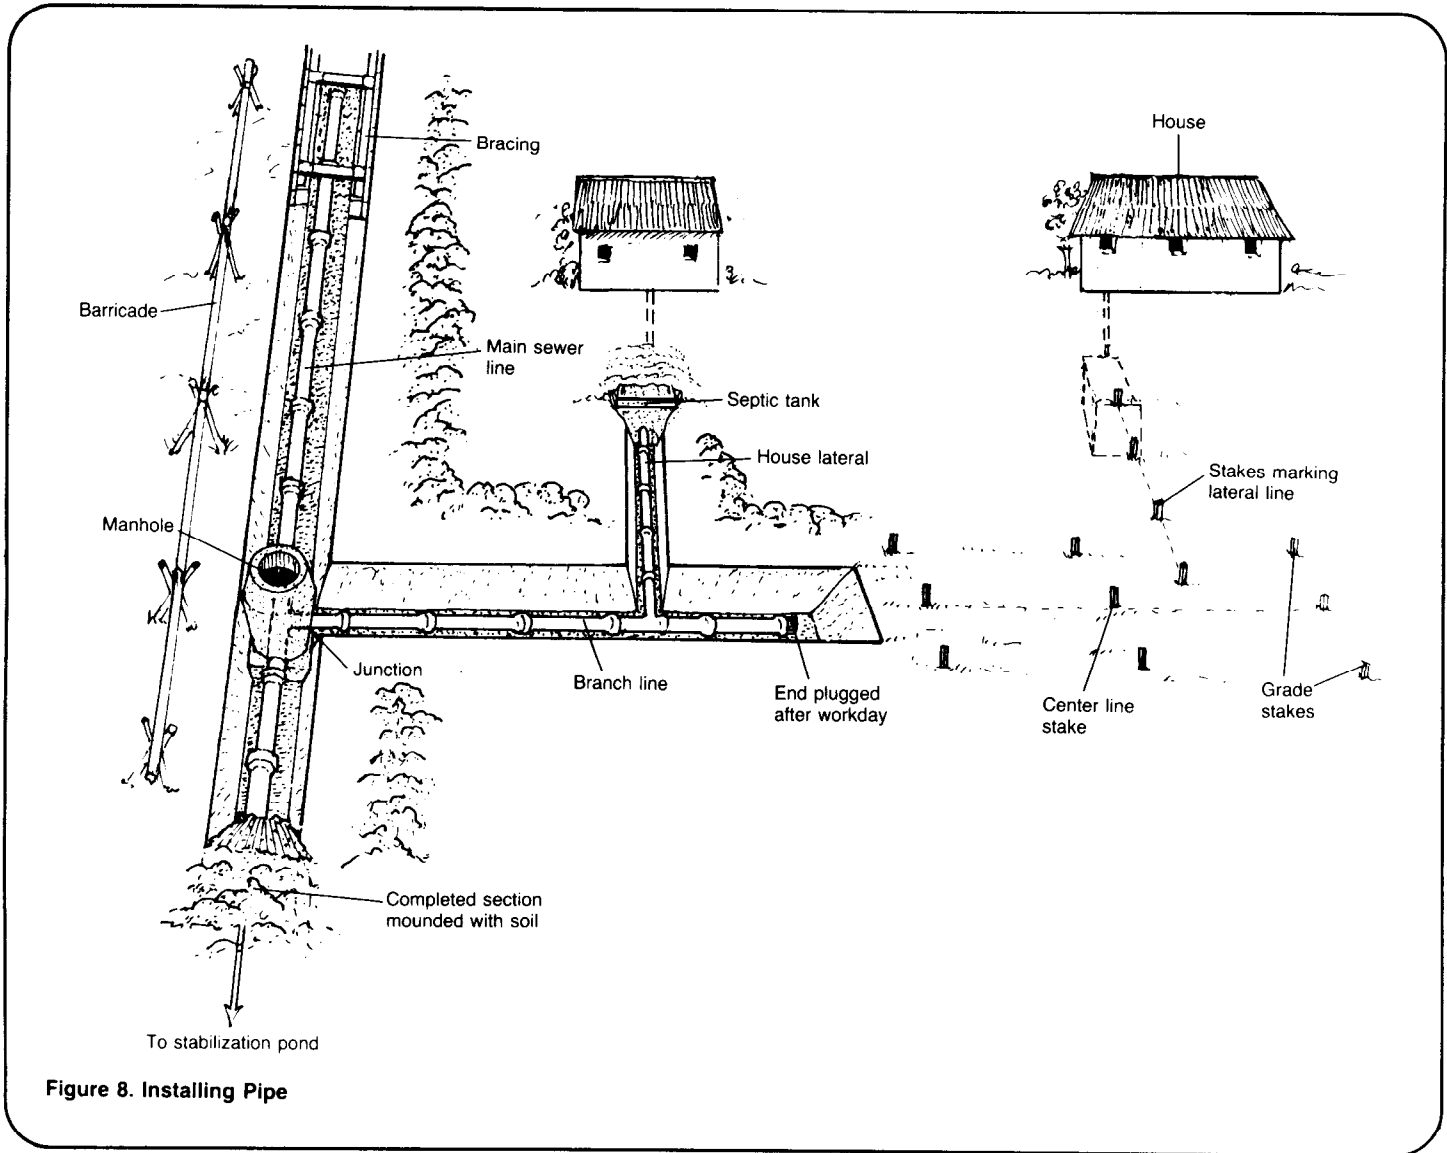 House
Bracing
Barricade
Main sewer
line
Septic tank
House lateral
Stakes marking
lateral line
Manhole
Junction
Branch line
End plugged
after workday
Center line
stake
Grade
stakes
Completed section
mounded with soil
To stabilization pond
Figure 8. Installing Pipe